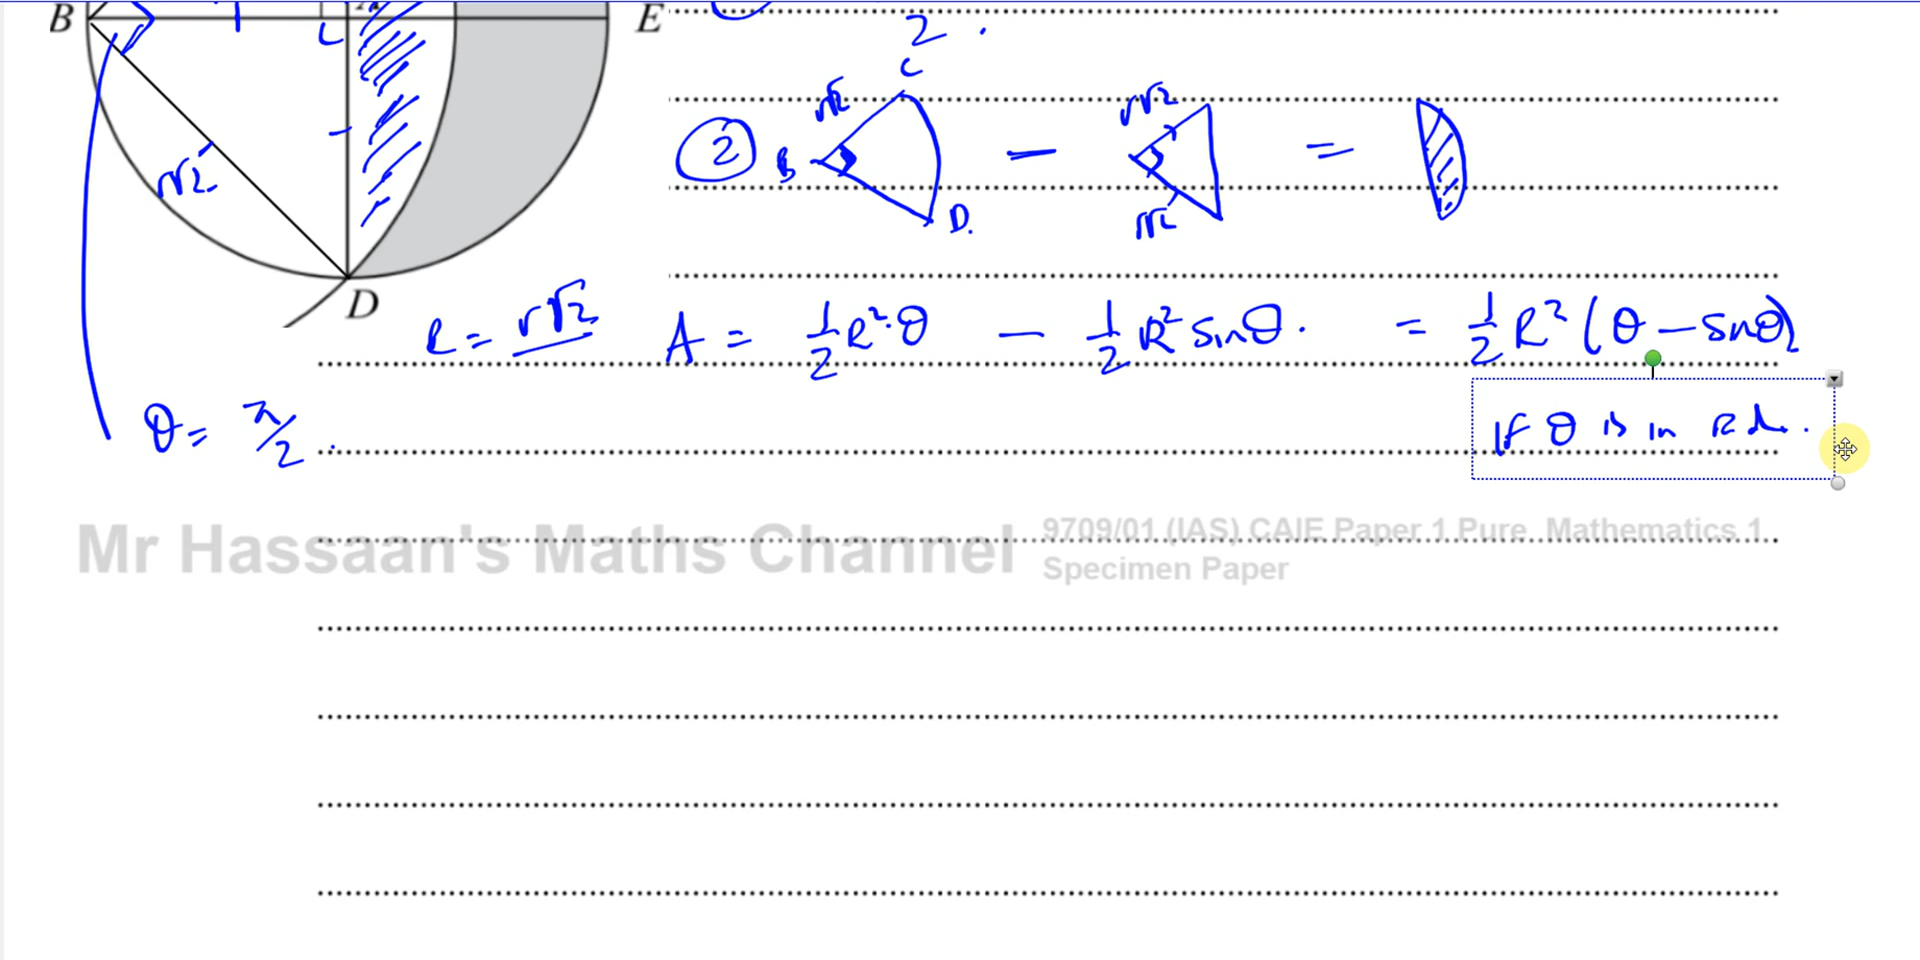 B E
2.
C
r√2 r√2
② B − =
r√2 D. r√2
D
R = r√2 A = ½R²·θ − ½R² sinθ. = ½R²(θ − sinθ)
θ = π/2. If θ is in Rads.
Mr Hassaan's Maths Channel 9709/01 (IAS) CAIE Paper 1 Pure Mathematics 1
Specimen Paper